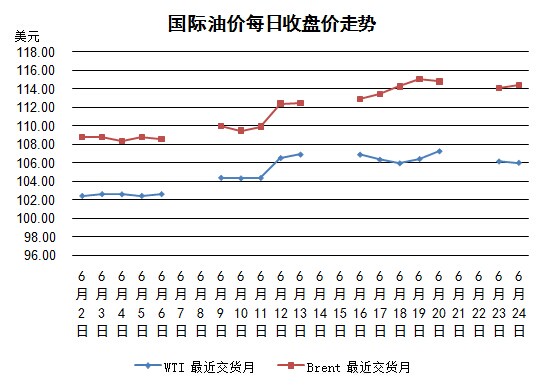 国际油价每日收盘价走势
美元
118.00
116.00
114.00
112.00
110.00
108.00
106.00
104.00
102.00
100.00
98.00
96.00
6月2日
6月3日
6月4日
6月5日
6月6日
6月7日
6月8日
6月9日
6月10日
6月11日
6月12日
6月13日
6月14日
6月15日
6月16日
6月17日
6月18日
6月19日
6月20日
6月21日
6月22日
6月23日
6月24日
WTI 最近交货月
Brent 最近交货月